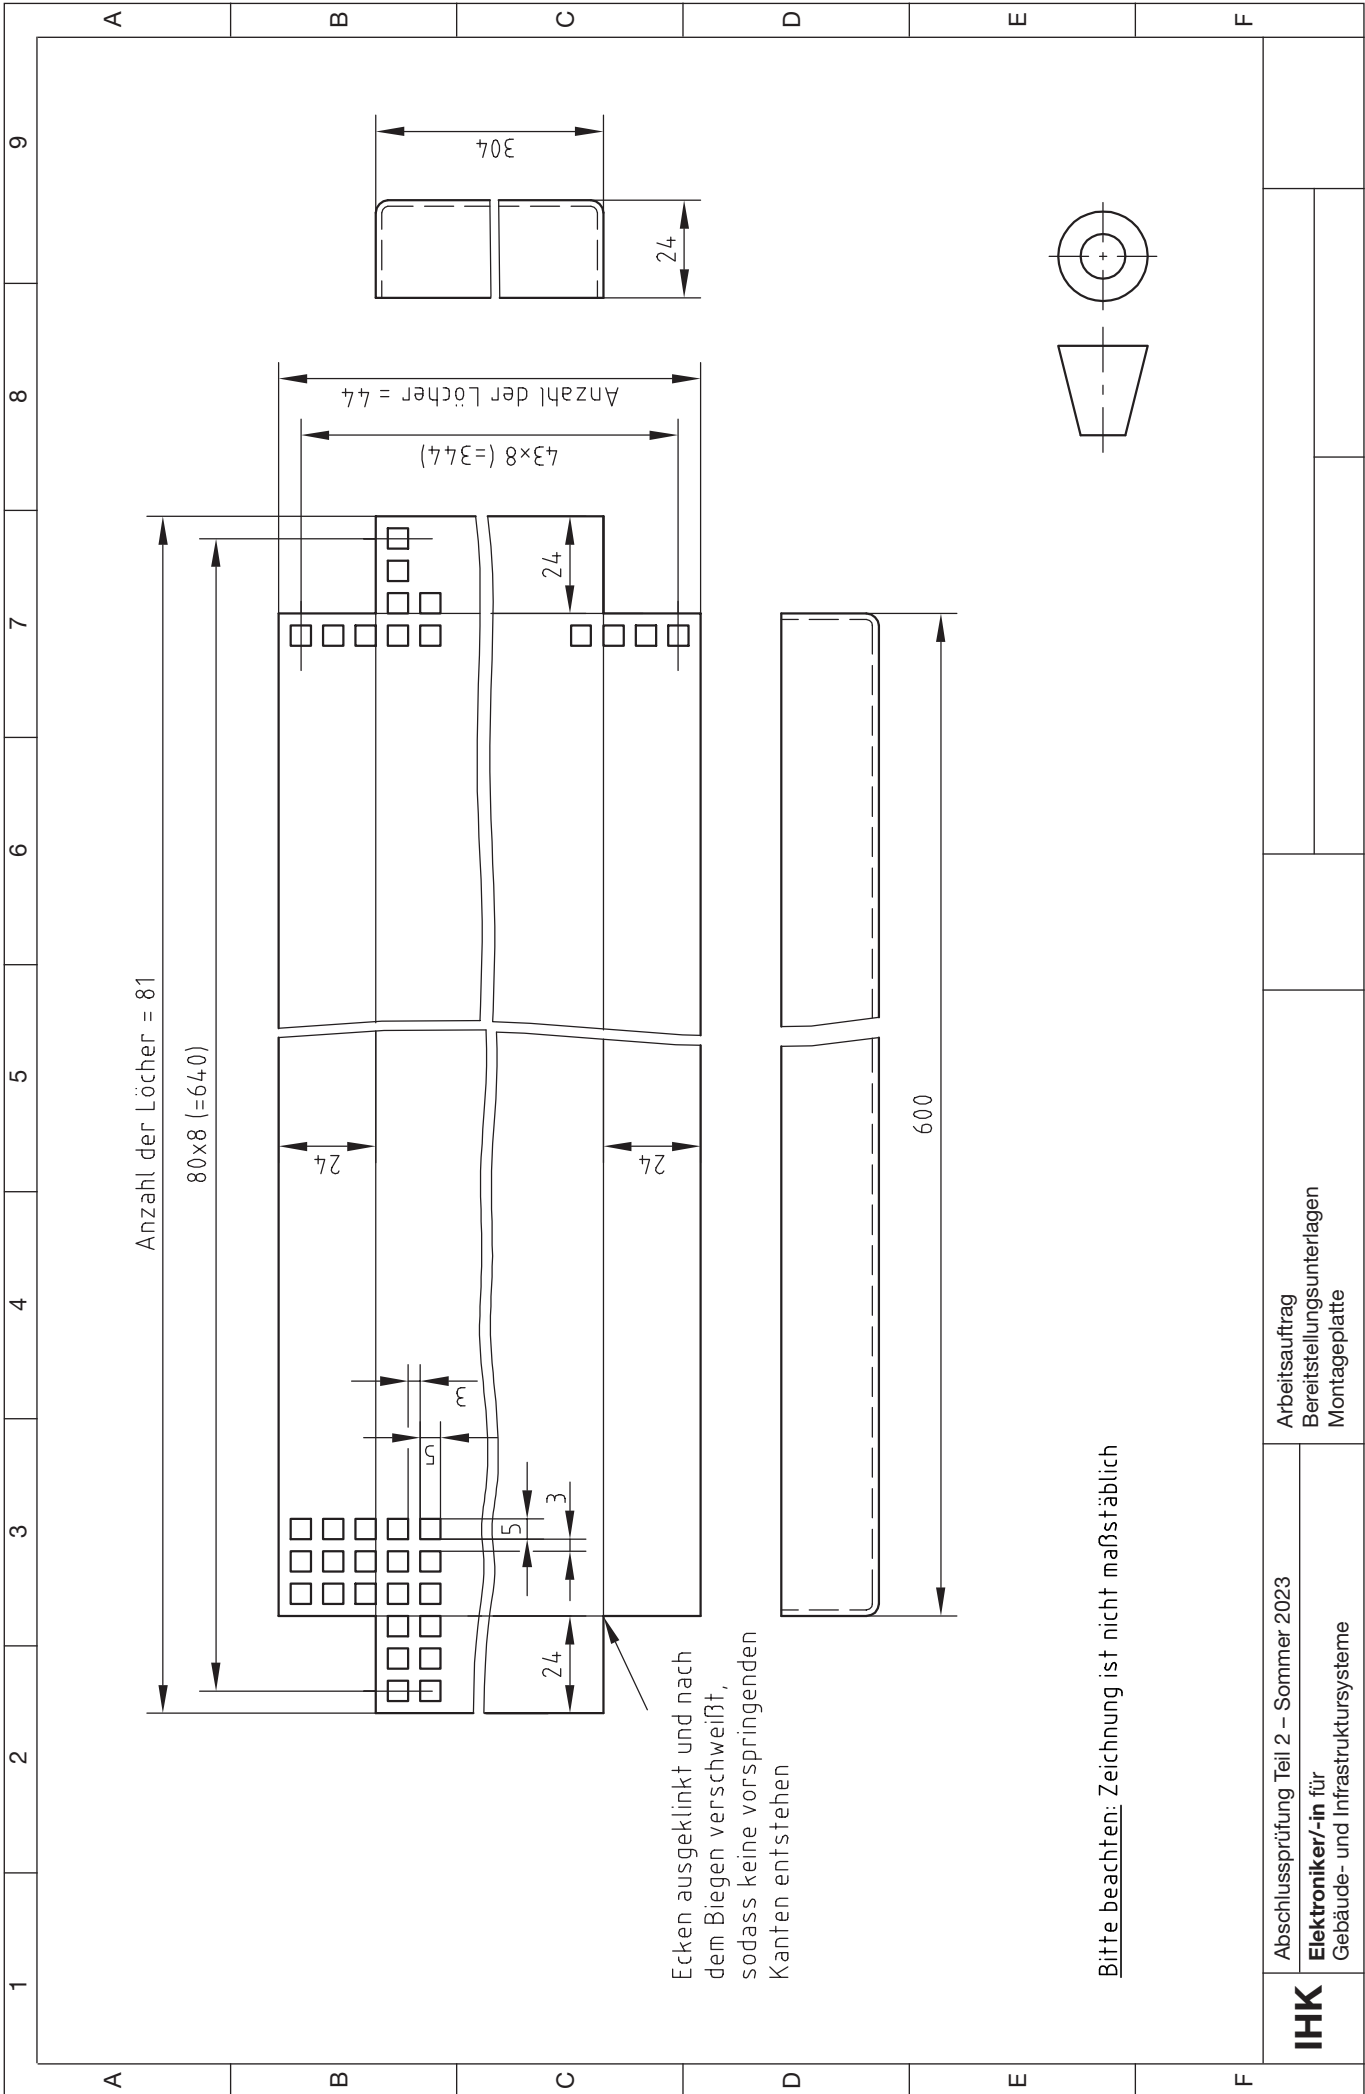 1
2
3
4
5
6
7
8
9
A
B
C
D
E
F
A
B
C
D
E
F
Anzahl der Löcher = 81
80x8 (=640)
24
24
3
5
5
3
24
24
43x8 (=344)
Anzahl der Löcher = 44
304
24
600
Ecken ausgeklinkt und nach
dem Biegen verschweißt,
sodass keine vorspringenden
Kanten entstehen
Bitte beachten: Zeichnung ist nicht maßstäblich
IHK
Abschlussprüfung Teil 2 – Sommer 2023
Elektroniker/-in für
Gebäude- und Infrastruktursysteme
Arbeitsauftrag
Bereitstellungsunterlagen
Montageplatte